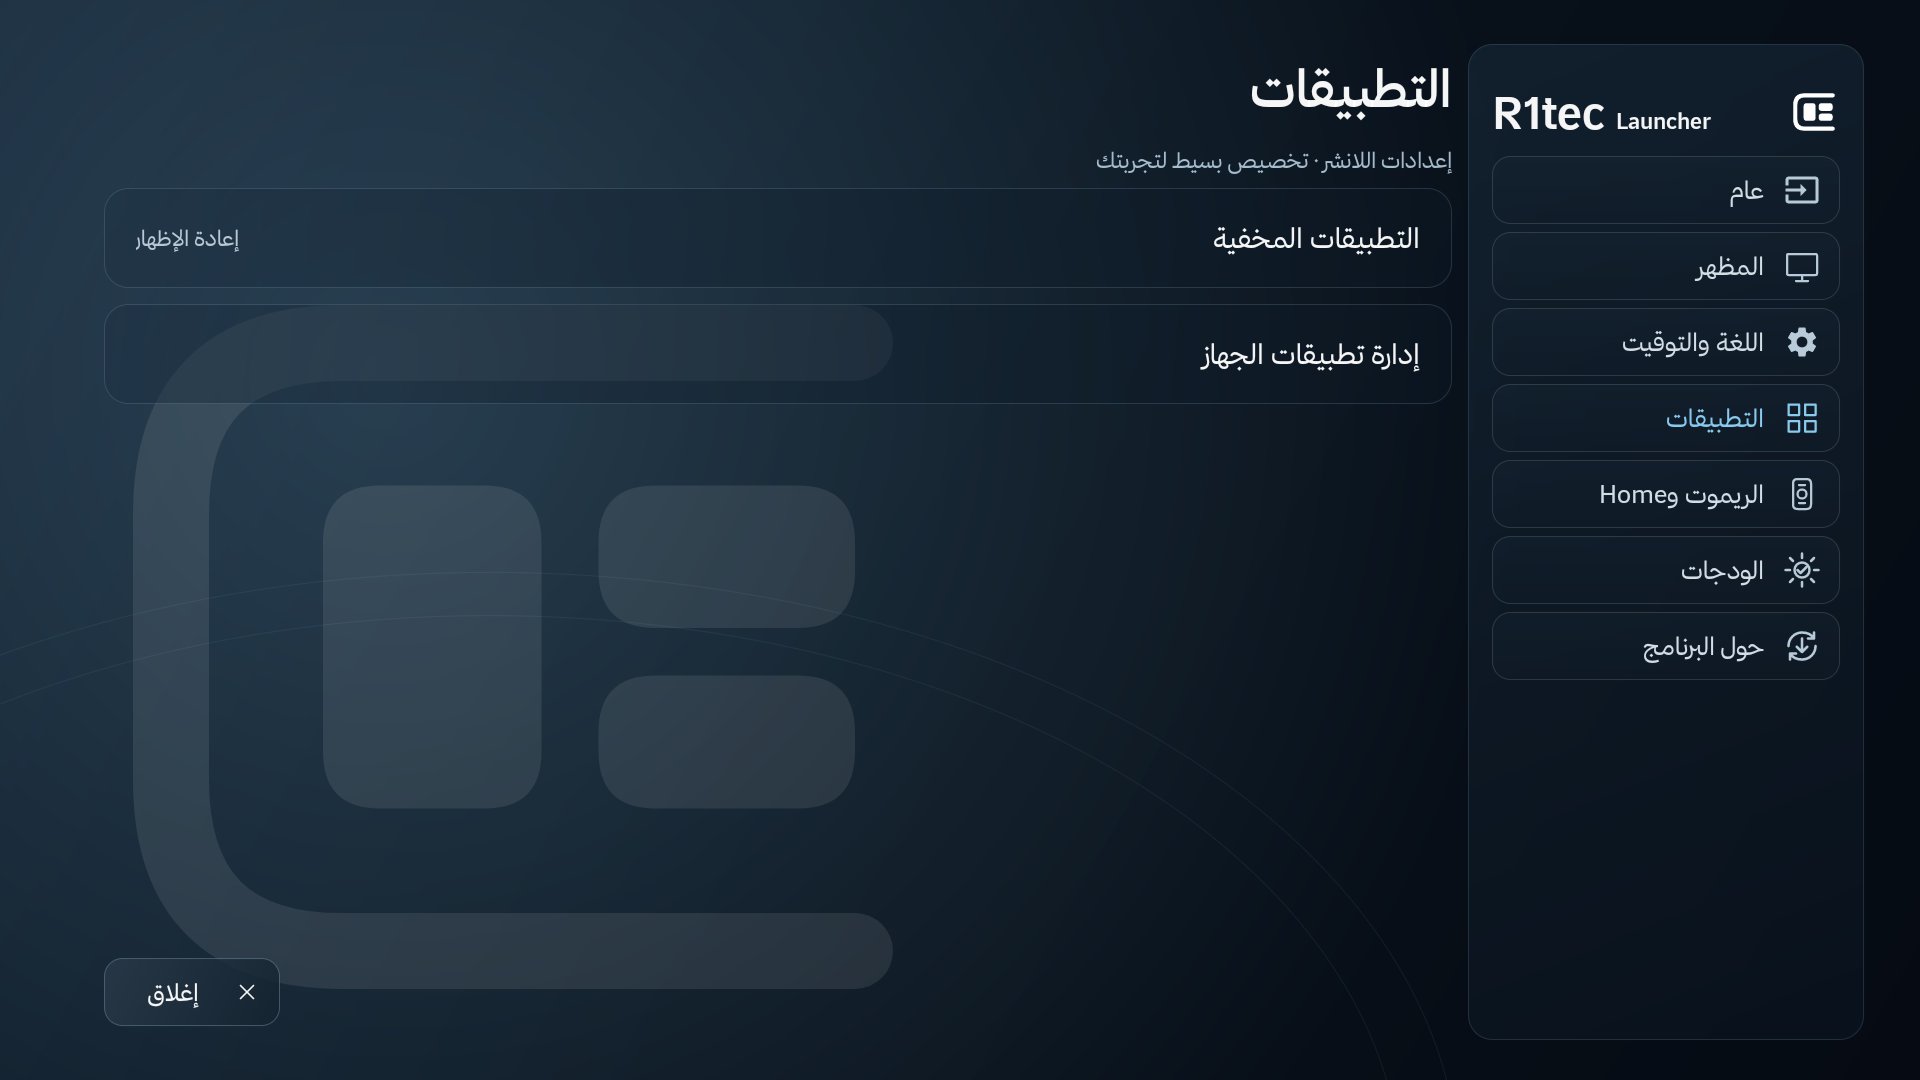 R1tec Launcher
عام
المظهر
اللغة والتوقيت
التطبيقات
الريموت وHome
الودجات
حول البرنامج
التطبيقات
إعدادات اللانشر · تخصيص بسيط لتجربتك
التطبيقات المخفية
إعادة الإظهار
إدارة تطبيقات الجهاز
إغلاق